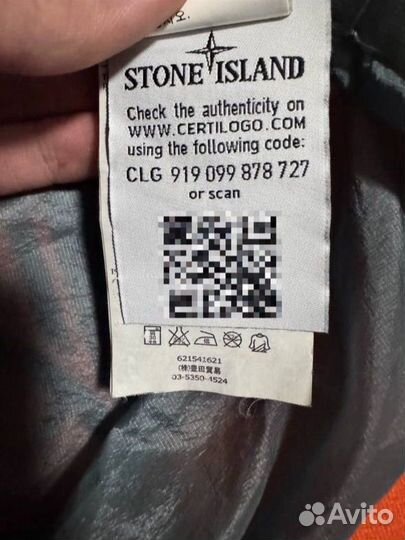 STONE ISLAND
Check the authenticity on
WWW.CERTILOGO.COM
using the following code:
CLG 919 099 878 727
or scan
621541621
(株)豊田貿易
03-5350-4524
Avito